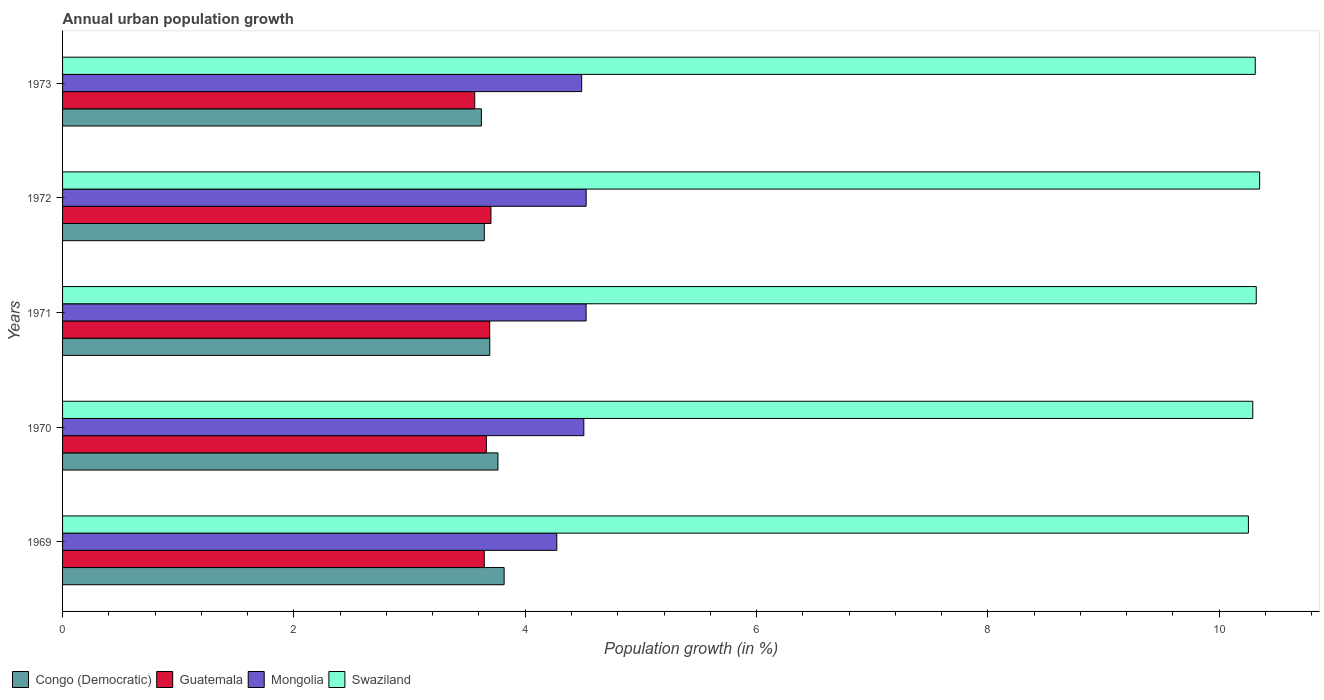 Annual urban population growth
1973
1972
1971
1970
1969
Years
0
2
4
6
8
10
Population growth (in %)
Congo (Democratic)
Guatemala
Mongolia
Swaziland